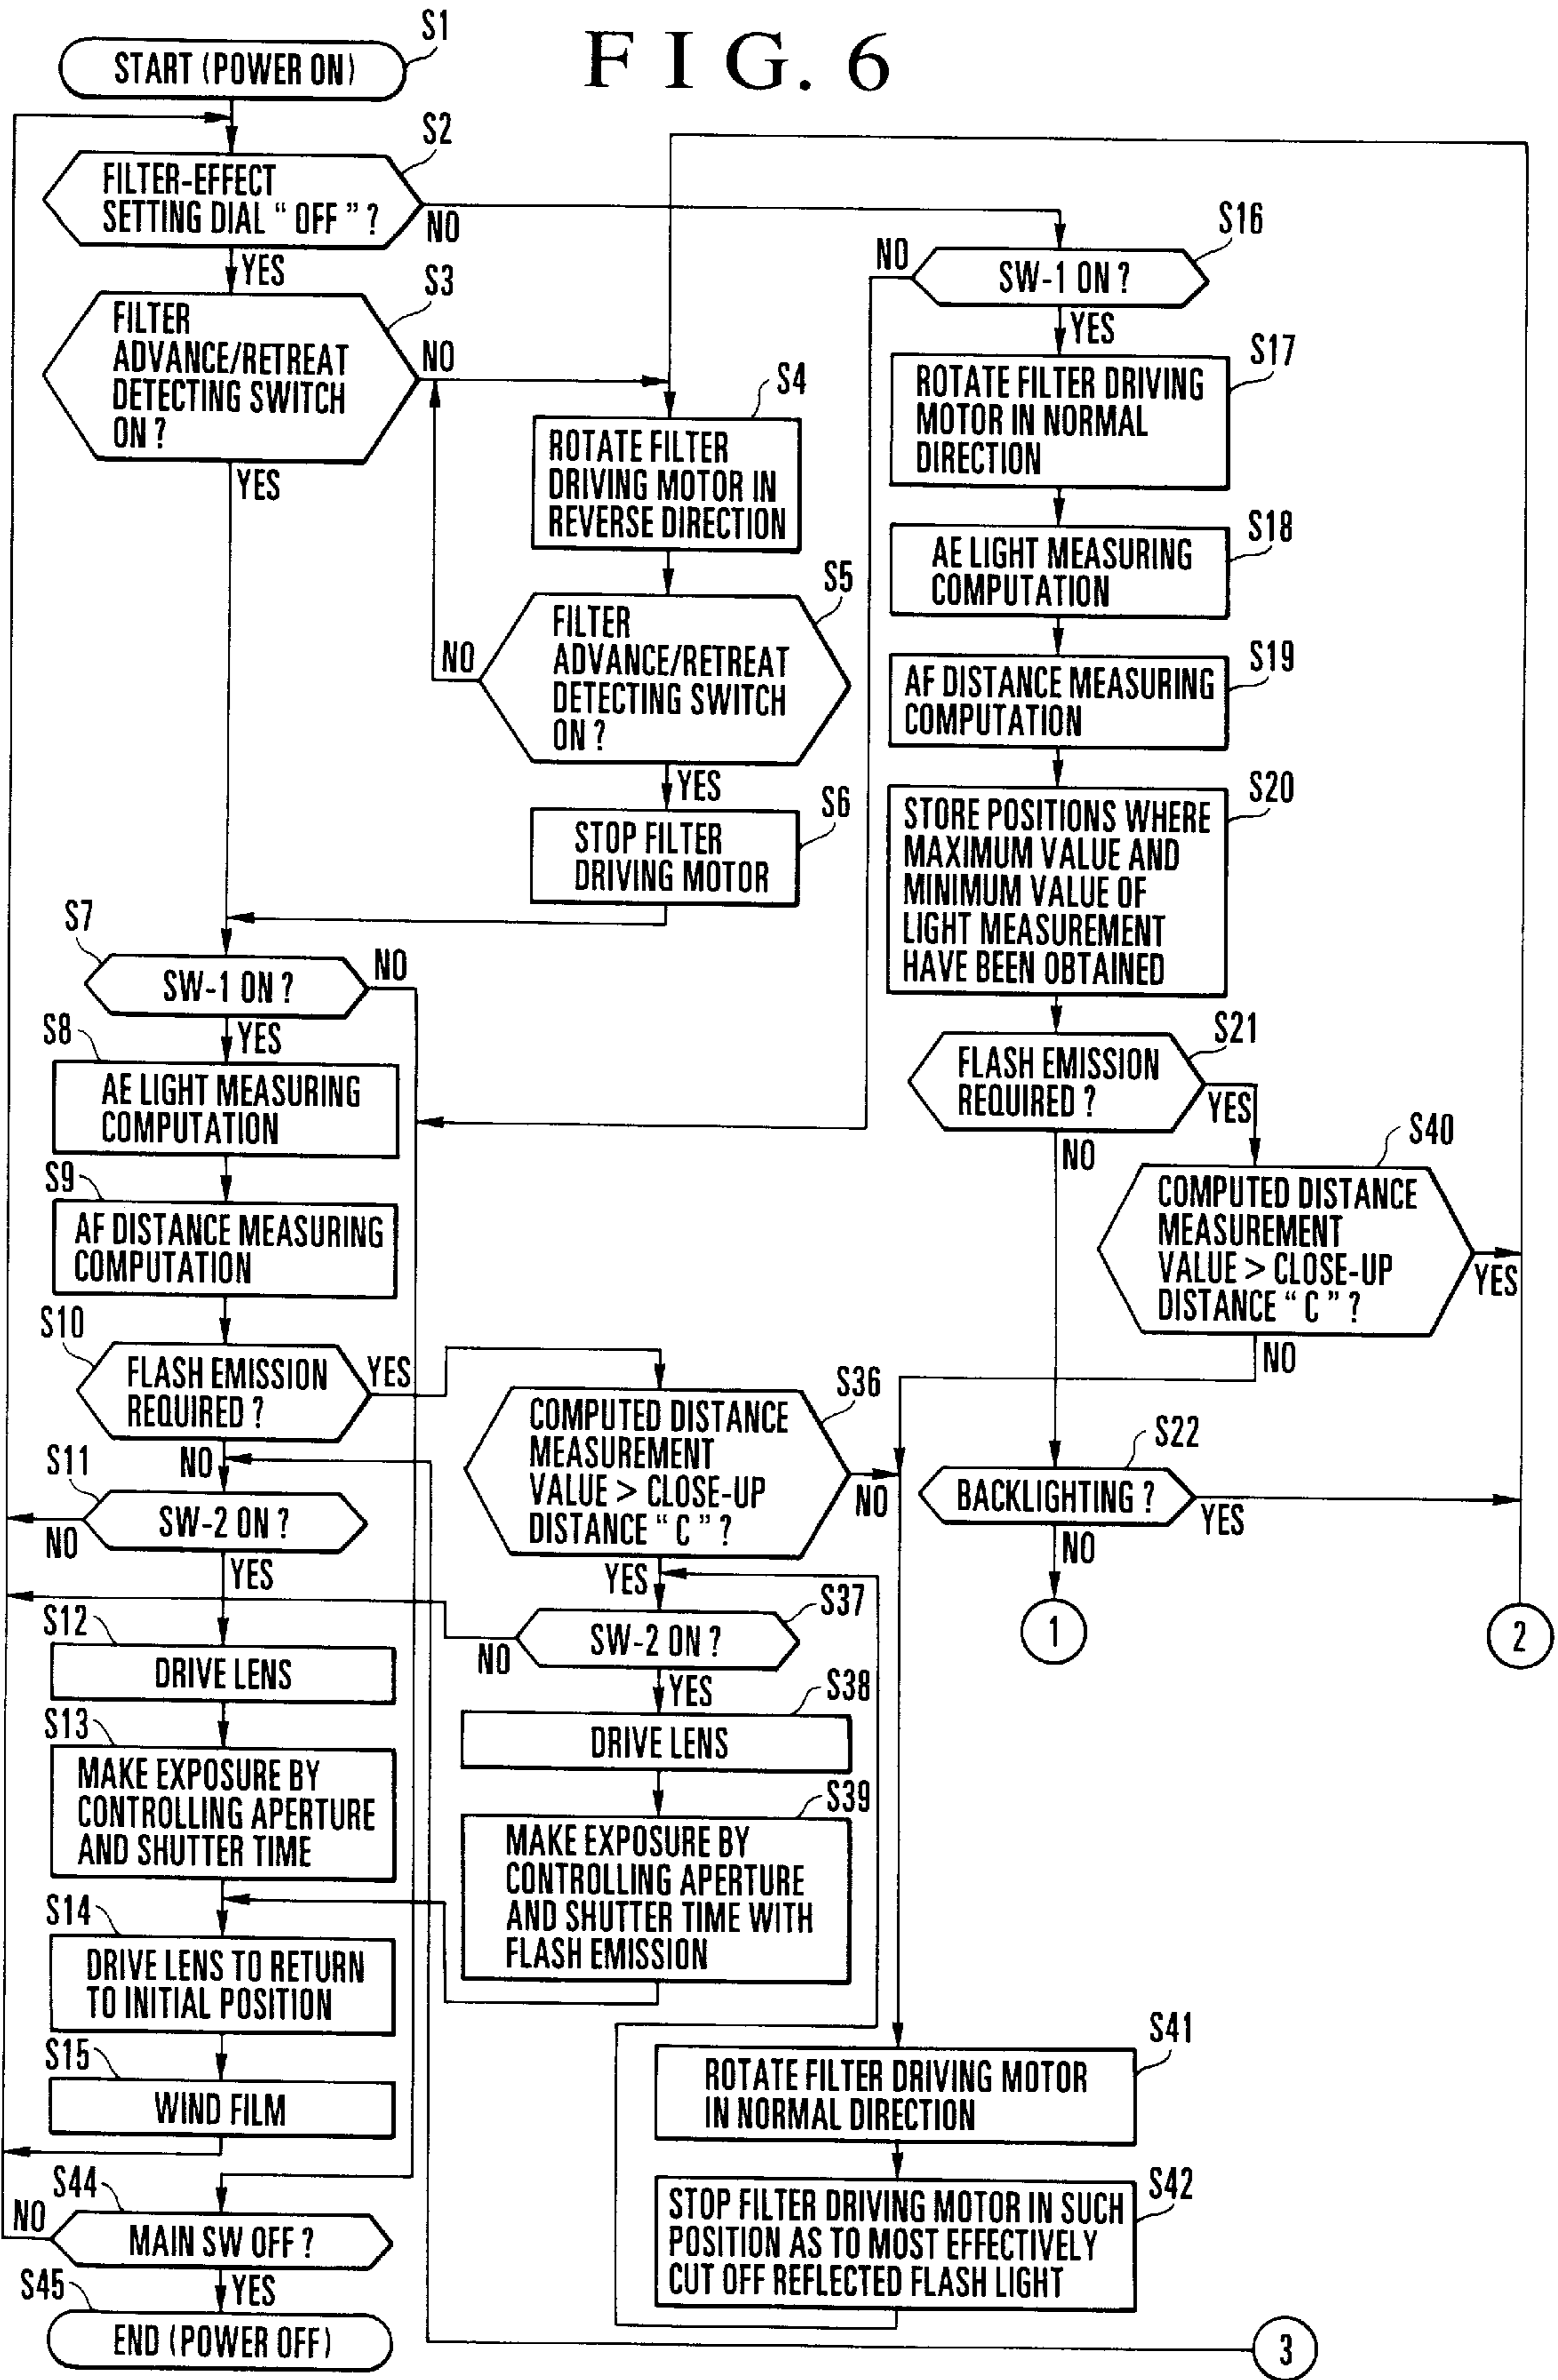 FIG. 6
S1
START (POWER ON)
S2
FILTER-EFFECT
SETTING DIAL “ OFF ” ?
NO
YES
S3
FILTER
ADVANCE/RETREAT
DETECTING SWITCH
ON ?
NO
YES
S4
ROTATE FILTER
DRIVING MOTOR IN
REVERSE DIRECTION
S5
FILTER
ADVANCE/RETREAT
DETECTING SWITCH
ON ?
NO
YES
S6
STOP FILTER
DRIVING MOTOR
S7
SW-1 ON ?
NO
YES
S8
AE LIGHT MEASURING
COMPUTATION
S9
AF DISTANCE MEASURING
COMPUTATION
S10
FLASH EMISSION
REQUIRED ?
YES
NO
S11
SW-2 ON ?
NO
YES
S12
DRIVE LENS
S13
MAKE EXPOSURE BY
CONTROLLING APERTURE
AND SHUTTER TIME
S14
DRIVE LENS TO RETURN
TO INITIAL POSITION
S15
WIND FILM
S44
NO
MAIN SW OFF ?
YES
S45
END (POWER OFF)
S16
NO
SW-1 ON ?
YES
S17
ROTATE FILTER DRIVING
MOTOR IN NORMAL
DIRECTION
S18
AE LIGHT MEASURING
COMPUTATION
S19
AF DISTANCE MEASURING
COMPUTATION
S20
STORE POSITIONS WHERE
MAXIMUM VALUE AND
MINIMUM VALUE OF
LIGHT MEASUREMENT
HAVE BEEN OBTAINED
S21
FLASH EMISSION
REQUIRED ?
YES
NO
S40
COMPUTED DISTANCE
MEASUREMENT
VALUE > CLOSE-UP
DISTANCE “ C ” ?
YES
NO
S22
BACKLIGHTING ?
YES
NO
1
2
S36
COMPUTED DISTANCE
MEASUREMENT
VALUE > CLOSE-UP
DISTANCE “ C ” ?
NO
YES
S37
SW-2 ON ?
NO
YES
S38
DRIVE LENS
S39
MAKE EXPOSURE BY
CONTROLLING APERTURE
AND SHUTTER TIME WITH
FLASH EMISSION
S41
ROTATE FILTER DRIVING MOTOR
IN NORMAL DIRECTION
S42
STOP FILTER DRIVING MOTOR IN SUCH
POSITION AS TO MOST EFFECTIVELY
CUT OFF REFLECTED FLASH LIGHT
3